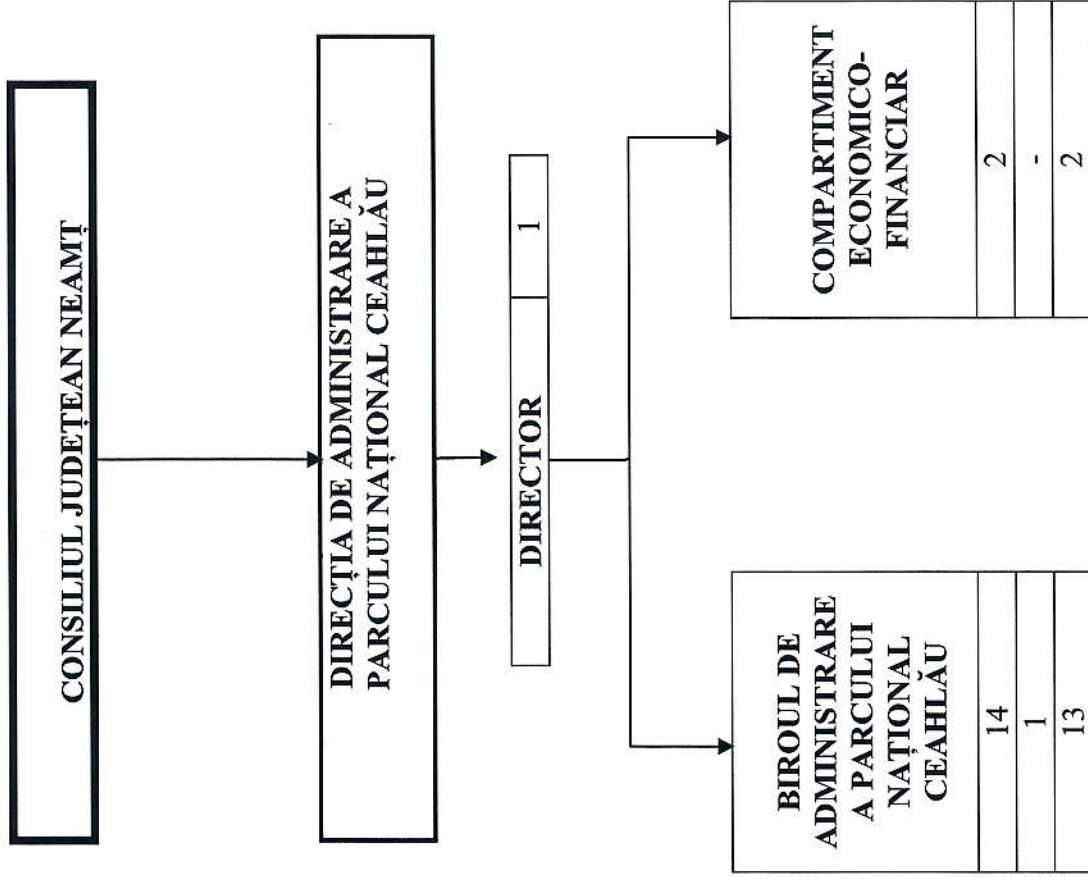 CONSILIUL JUDEȚEAN NEAMȚ
DIRECȚIA DE ADMINISTRARE A
PARCULUI NAȚIONAL CEAHLĂU
DIRECTOR 1
BIROUL DE
ADMINISTRARE
A PARCULUI
NAȚIONAL
CEAHLĂU
14
1
13
COMPARTIMENT
ECONOMICO-
FINANCIAR
2
-
2